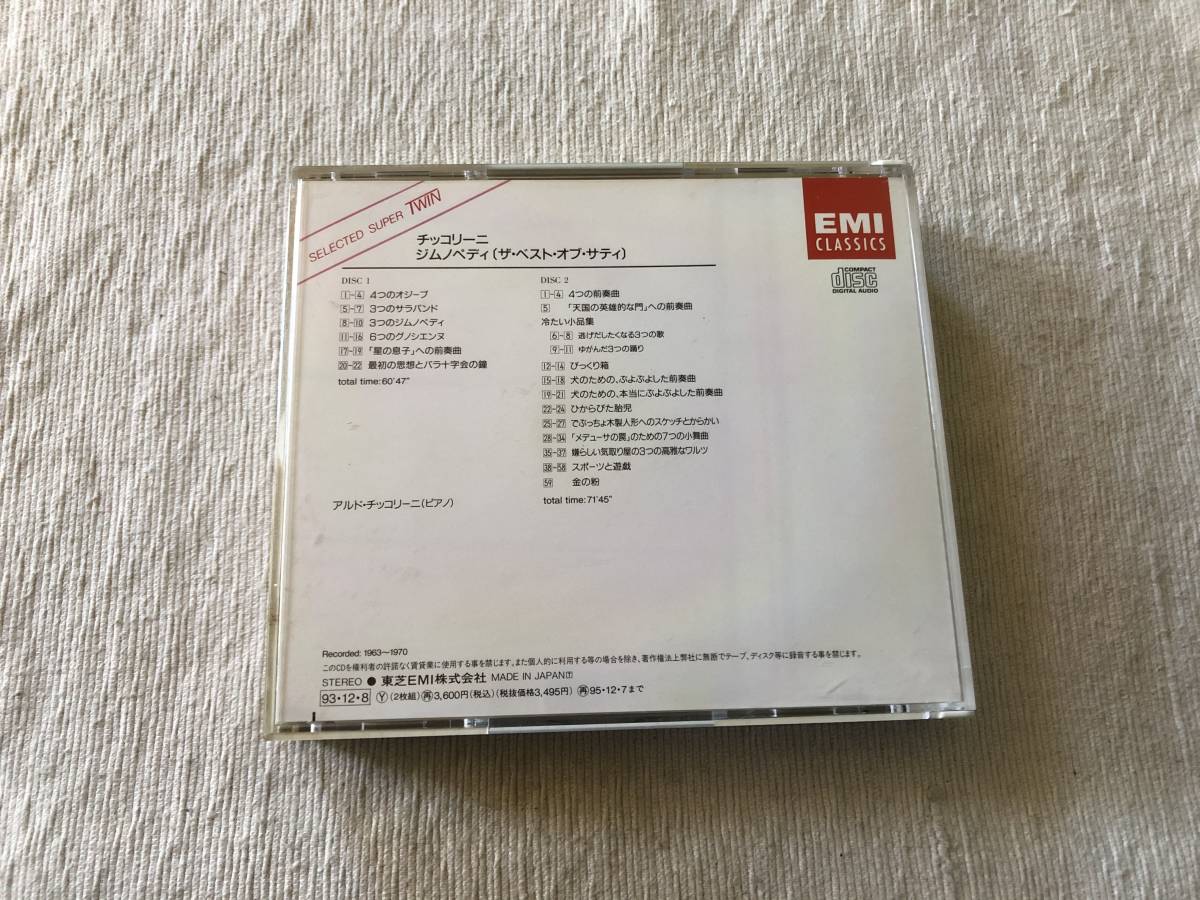 SELECTED SUPER TWIN
EMI
CLASSICS
COMPACT
disc
DIGITAL AUDIO
チッコリーニ
ジムノペディ(ザ・ベスト・オブ・サティ)
DISC 1
1-4 4つのオジーブ
5-7 3つのサラバンド
8-10 3つのジムノペディ
11-16 6つのグノシエンヌ
17-19 「星の息子」への前奏曲
20-22 最初の思想とバラ十字会の鐘
total time:60'47"
アルド・チッコリーニ(ピアノ)
DISC 2
1-4 4つの前奏曲
5 「天国の英雄的な門」への前奏曲
冷たい小品集
6-8 逃げだしたくなる3つの歌
9-11 ゆがんだ3つの踊り
12-14 びっくり箱
15-18 犬のための、ぶよぶよした前奏曲
19-21 犬のための、本当にぶよぶよした前奏曲
22-24 ひからびた胎児
25-27 でぶっちょ木製人形へのスケッチとからかい
28-34 「メデューサの罠」のための7つの小舞曲
35-37 嫌らしい気取り屋の3つの高雅なワルツ
38-58 スポーツと遊戯
59 金の粉
total time:71'45"
Recorded: 1963〜1970
このCDを権利者の許諾なく賃貸業に使用する事を禁じます。また個人的に利用する等の場合を除き、著作権法上弊社に無断でテープ、ディスク等に録音する事を禁じます。
STEREO ● 東芝EMI株式会社 MADE IN JAPAN
93・12・8 Ⓨ(2枚組)㊢3,600円(税込)(税抜価格3,495円)㊢95・12・7まで